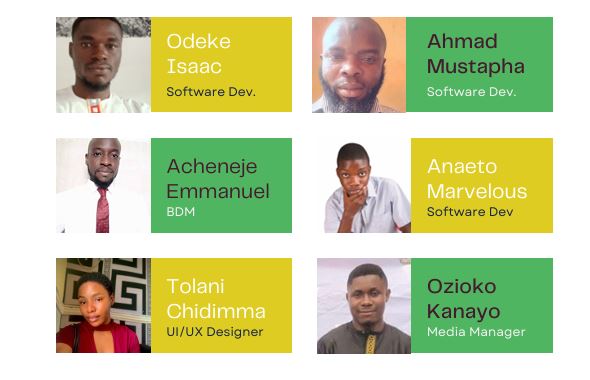 Odeke
Isaac
Software Dev.
Ahmad
Mustapha
Software Dev.
Acheneje
Emmanuel
BDM
Anaeto
Marvelous
Software Dev
Tolani
Chidimma
UI/UX Designer
Ozioko
Kanayo
Media Manager